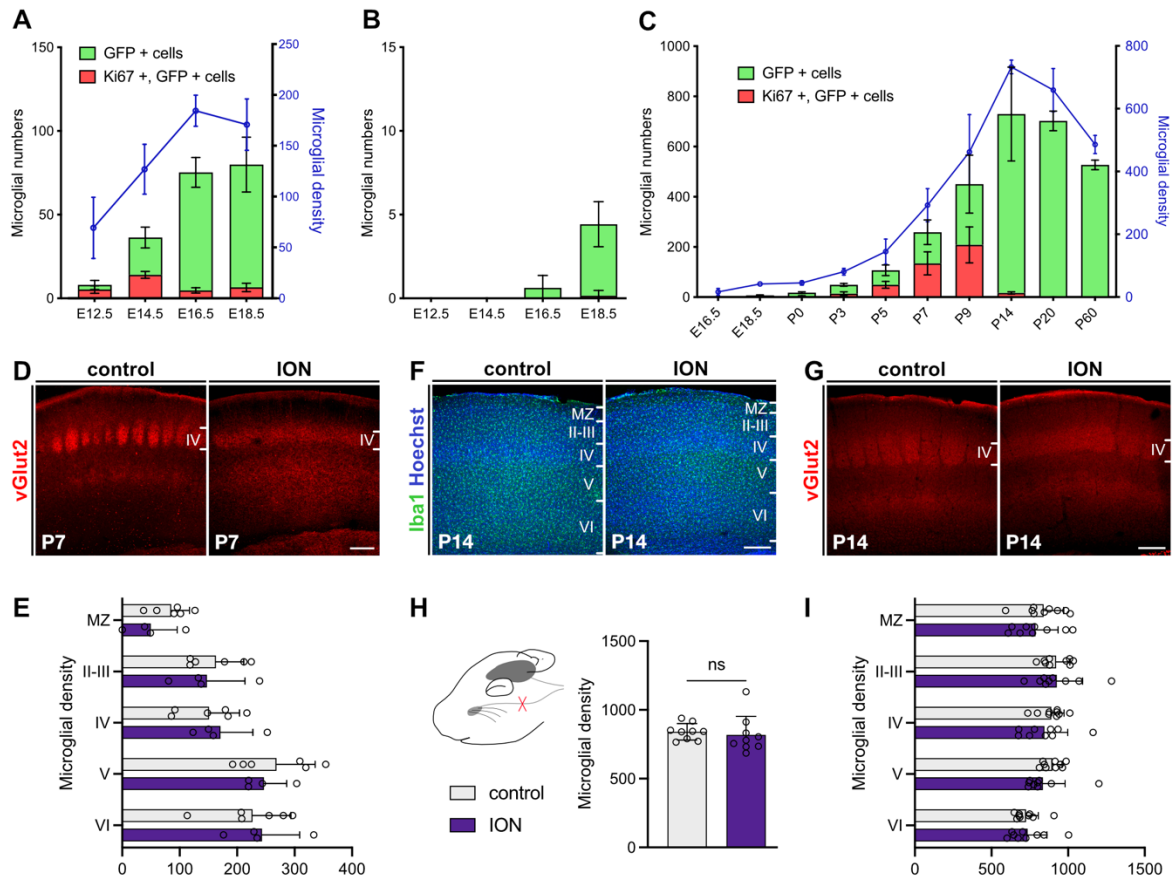 A
GFP + cells
Ki67 +, GFP + cells
Microglial numbers
15
10
5
0
250
200
150
100
50
0
Microglial density
E12.5
E14.5
E16.5
E18.5
B
Microglial numbers
15
10
5
0
E12.5
E14.5
E16.5
E18.5
C
GFP + cells
Ki67 +, GFP + cells
Microglial numbers
1000
800
600
400
200
0
800
600
400
200
0
Microglial density
E16.5
E18.5
P0
P3
P5
P7
P9
P14
P20
P60
D
control
ION
vGlut2
IV
P7
P7
F
control
ION
Iba1 Hoechst
MZ
II-III
IV
V
VI
MZ
II-III
IV
V
VI
P14
P14
G
control
ION
vGlut2
IV
IV
P14
P14
E
Microglial density
MZ
II-III
IV
V
VI
0
100
200
300
400
H
control
ION
Microglial density
1500
1000
500
0
ns
I
Microglial density
MZ
II-III
IV
V
VI
0
500
1000
1500